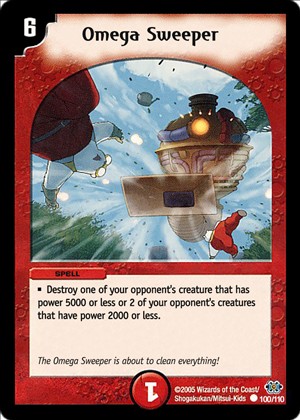 6
Omega Sweeper
SPELL
▪ Destroy one of your opponent's creature that has
power 5000 or less or 2 of your opponent's creatures
that have power 2000 or less.
The Omega Sweeper is about to clean everything!
1
©2005 Wizards of the Coast/
Shogakukan/Mitsui-Kids ● 100/110